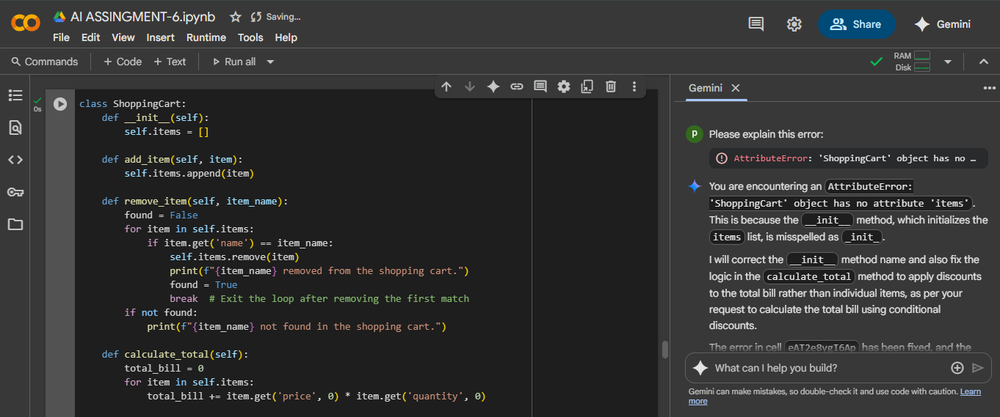 AI ASSINGMENT-6.ipynb
Saving...
File Edit View Insert Runtime Tools Help
Share
Gemini
Commands + Code + Text Run all
RAM
Disk
0s
class ShoppingCart:
    def __init__(self):
        self.items = []
    def add_item(self, item):
        self.items.append(item)
    def remove_item(self, item_name):
        found = False
        for item in self.items:
            if item.get('name') == item_name:
                self.items.remove(item)
                print(f"{item_name} removed from the shopping cart.")
                found = True
                break  # Exit the loop after removing the first match
        if not found:
            print(f"{item_name} not found in the shopping cart.")
    def calculate_total(self):
        total_bill = 0
        for item in self.items:
            total_bill += item.get('price', 0) * item.get('quantity', 0)
Gemini
P
Please explain this error:
AttributeError: 'ShoppingCart' object has no …
You are encountering an AttributeError:
'ShoppingCart' object has no attribute 'items'.
This is because the __init__ method, which initializes the
items list, is misspelled as _init_.
I will correct the __init__ method name and also fix the
logic in the calculate_total method to apply discounts
to the total bill rather than individual items, as per your
request to calculate the total bill using conditional
discounts.
The error in cell eAT2e8ygI6Ap has been fixed, and the
What can I help you build?
Gemini can make mistakes, so double-check it and use code with caution. Learn
more